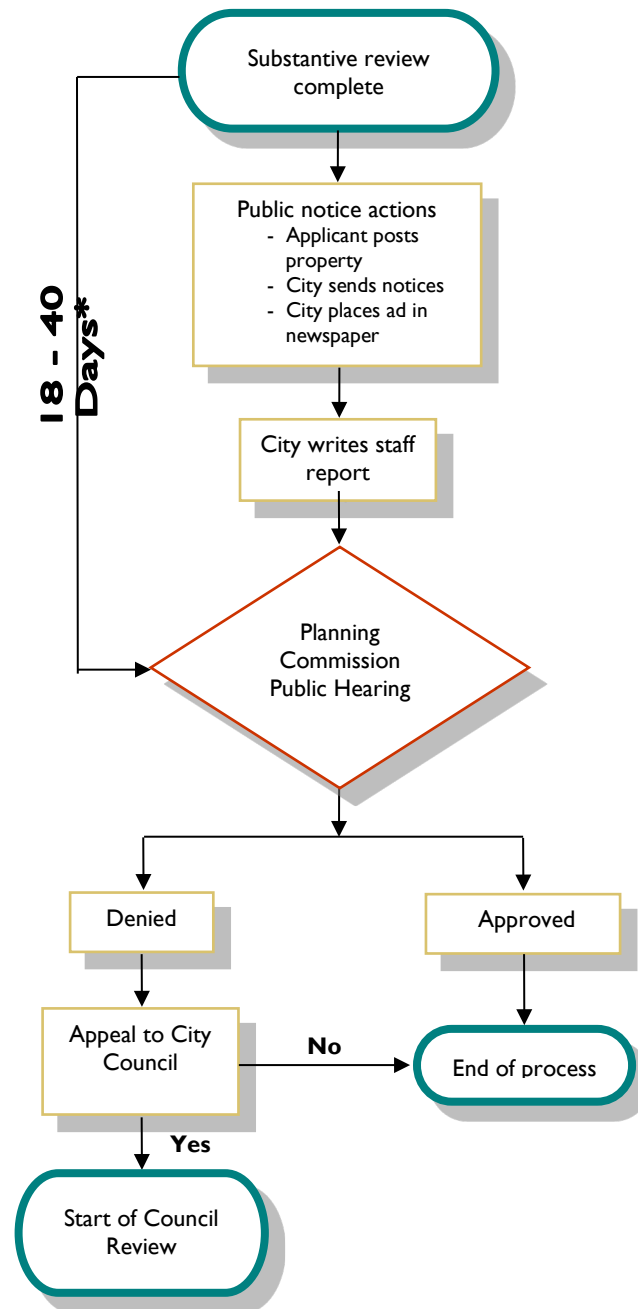 Substantive review
complete
Public notice actions
- Applicant posts
property
- City sends notices
- City places ad in
newspaper
18 - 40
Days*
City writes staff
report
Planning
Commission
Public Hearing
Denied
Approved
Appeal to City
Council
No
End of process
Yes
Start of Council
Review